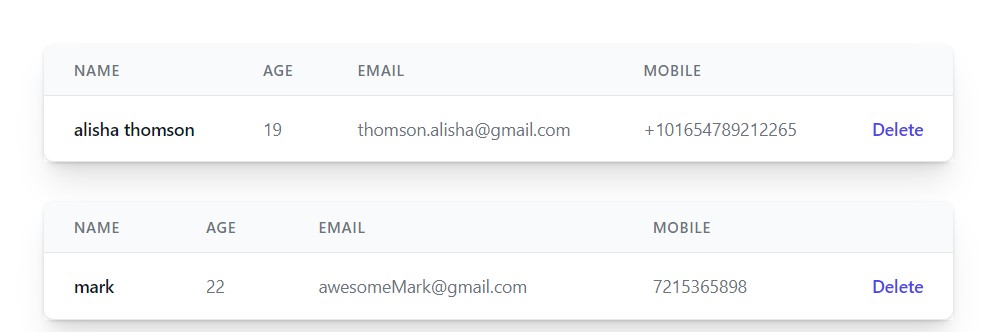 NAME AGE EMAIL MOBILE
alisha thomson 19 thomson.alisha@gmail.com +101654789212265 Delete
NAME AGE EMAIL MOBILE
mark 22 awesomeMark@gmail.com 7215365898 Delete